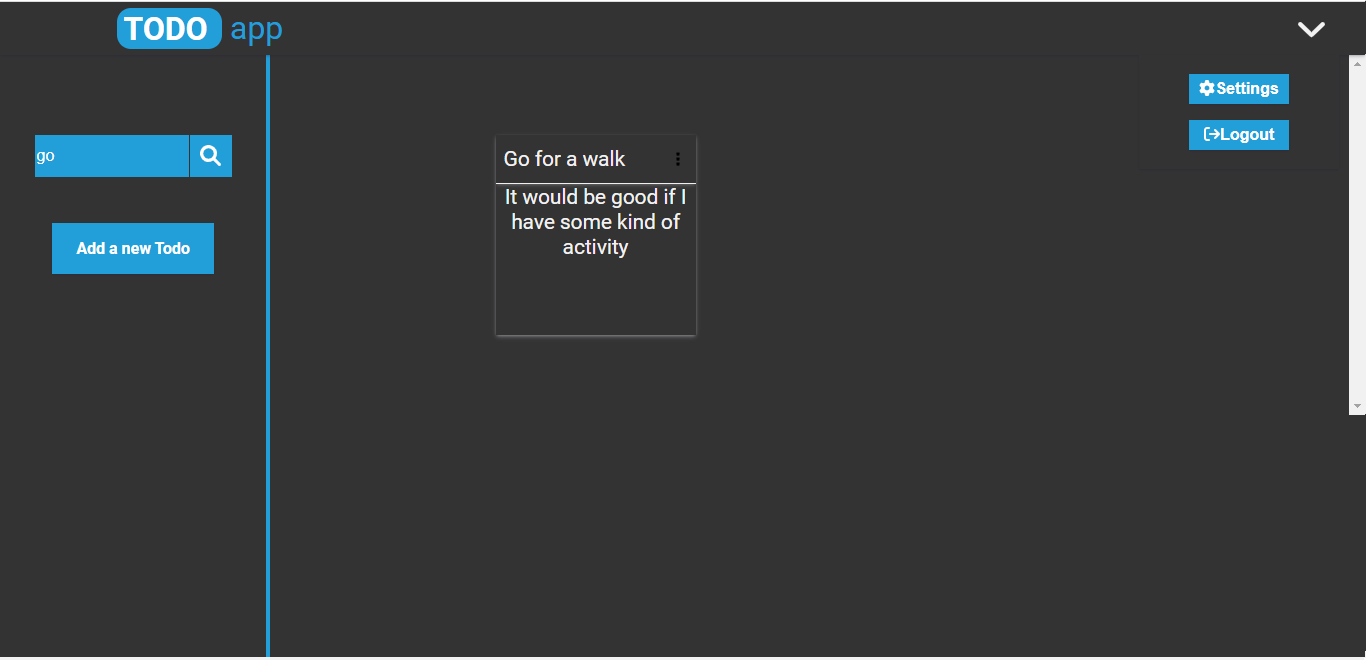 TODO app
Settings
Logout
go
Add a new Todo
Go for a walk
It would be good if I
have some kind of
activity